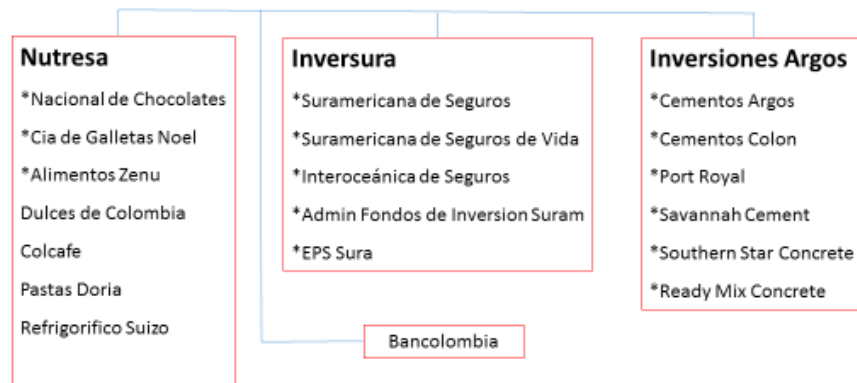 Nutresa
*Nacional de Chocolates
*Cia de Galletas Noel
*Alimentos Zenu
Dulces de Colombia
Colcafe
Pastas Doria
Refrigorifico Suizo
Inversura
*Suramericana de Seguros
*Suramericana de Seguros de Vida
*Interoceánica de Seguros
*Admin Fondos de Inversion Suram
*EPS Sura
Bancolombia
Inversiones Argos
*Cementos Argos
*Cementos Colon
*Port Royal
*Savannah Cement
*Southern Star Concrete
*Ready Mix Concrete